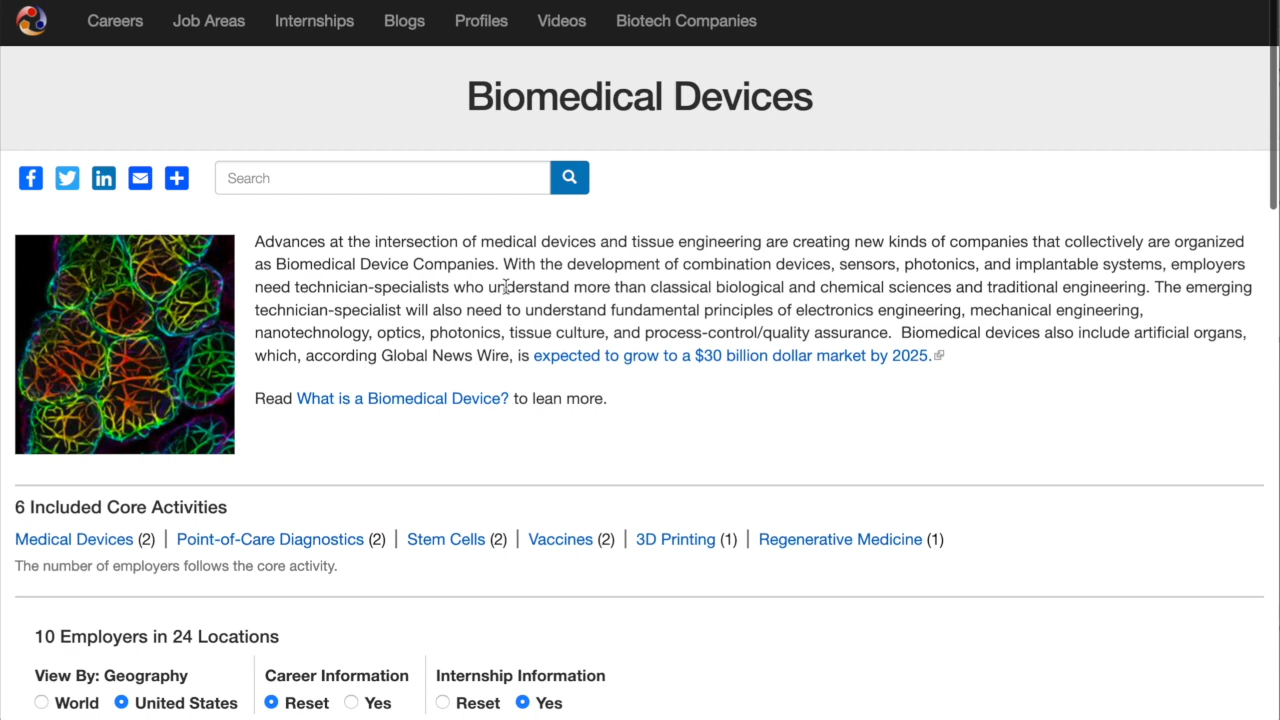 Careers Job Areas Internships Blogs Profiles Videos Biotech Companies
Biomedical Devices
Search
Advances at the intersection of medical devices and tissue engineering are creating new kinds of companies that collectively are organized
as Biomedical Device Companies. With the development of combination devices, sensors, photonics, and implantable systems, employers
need technician-specialists who understand more than classical biological and chemical sciences and traditional engineering. The emerging
technician-specialist will also need to understand fundamental principles of electronics engineering, mechanical engineering,
nanotechnology, optics, photonics, tissue culture, and process-control/quality assurance. Biomedical devices also include artificial organs,
which, according Global News Wire, is expected to grow to a $30 billion dollar market by 2025.
Read What is a Biomedical Device? to lean more.
6 Included Core Activities
Medical Devices (2) | Point-of-Care Diagnostics (2) | Stem Cells (2) | Vaccines (2) | 3D Printing (1) | Regenerative Medicine (1)
The number of employers follows the core activity.
10 Employers in 24 Locations
View By: Geography Career Information Internship Information
World United States Reset Yes Reset Yes